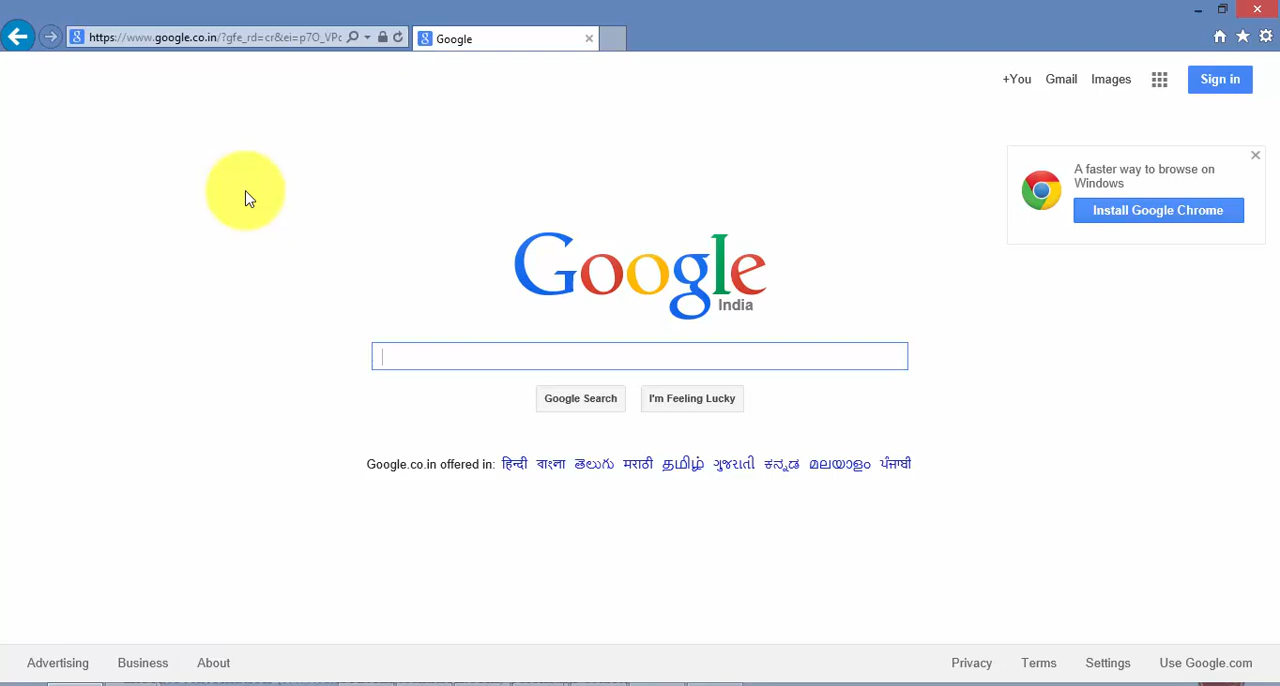 https://www.google.co.in/?gfe_rd=cr&ei=p7O_VPc
Google
+You Gmail Images Sign in
A faster way to browse on
Windows
Install Google Chrome
Google
India
Google Search I'm Feeling Lucky
Google.co.in offered in: हिन्दी বাংলা తెలుగు मराठी தமிழ் ગુજરાતી ಕನ್ನಡ മലയാളം ਪੰਜਾਬੀ
Advertising Business About Privacy Terms Settings Use Google.com